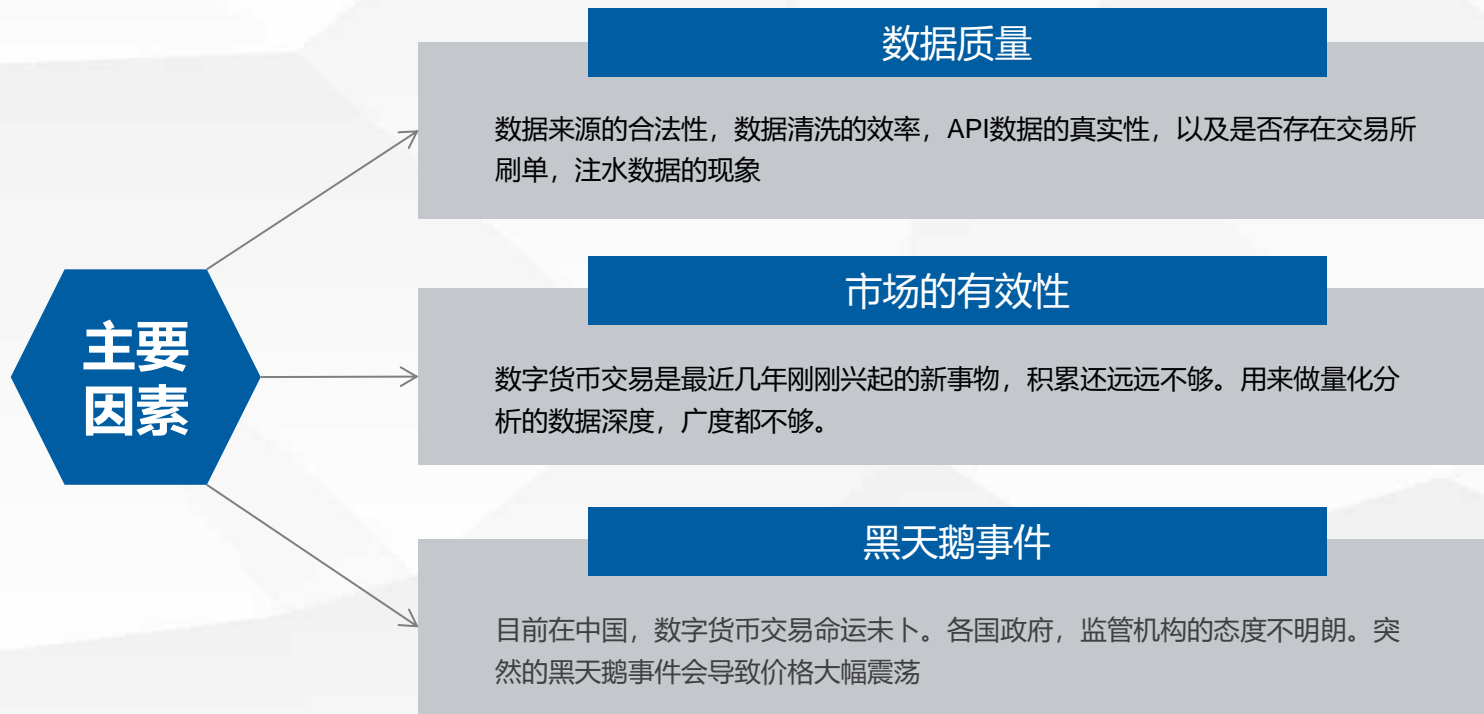 主要
因素
数据质量
数据来源的合法性，数据清洗的效率，API数据的真实性，以及是否存在交易所
刷单，注水数据的现象
市场的有效性
数字货币交易是最近几年刚刚兴起的新事物，积累还远远不够。用来做量化分
析的数据深度，广度都不够。
黑天鹅事件
目前在中国，数字货币交易命运未卜。各国政府，监管机构的态度不明朗。突
然的黑天鹅事件会导致价格大幅震荡